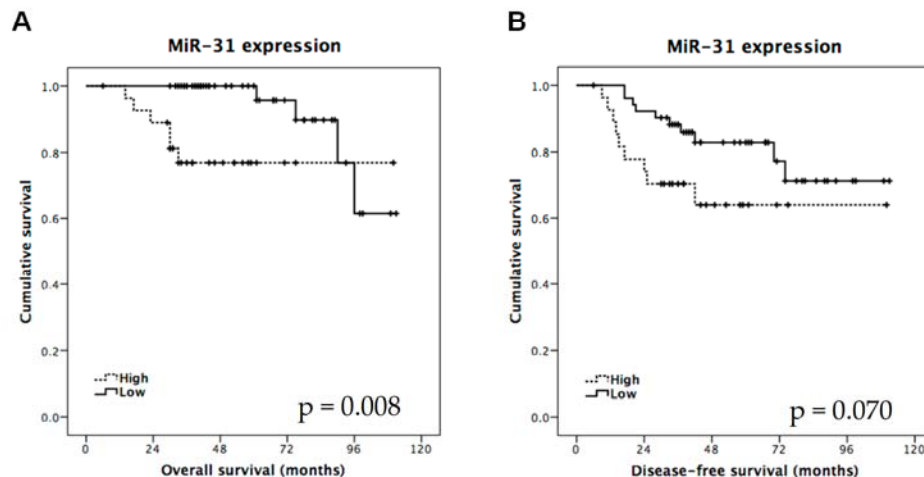 A
MiR-31 expression
1.0
0.8
0.6
0.4
0.2
0.0
Cumulative survival
High
Low
p = 0.008
0 24 48 72 96 120
Overall survival (months)
B
MiR-31 expression
1.0
0.8
0.6
0.4
0.2
0.0
Cumulative survival
High
Low
p = 0.070
0 24 48 72 96 120
Disease-free survival (months)